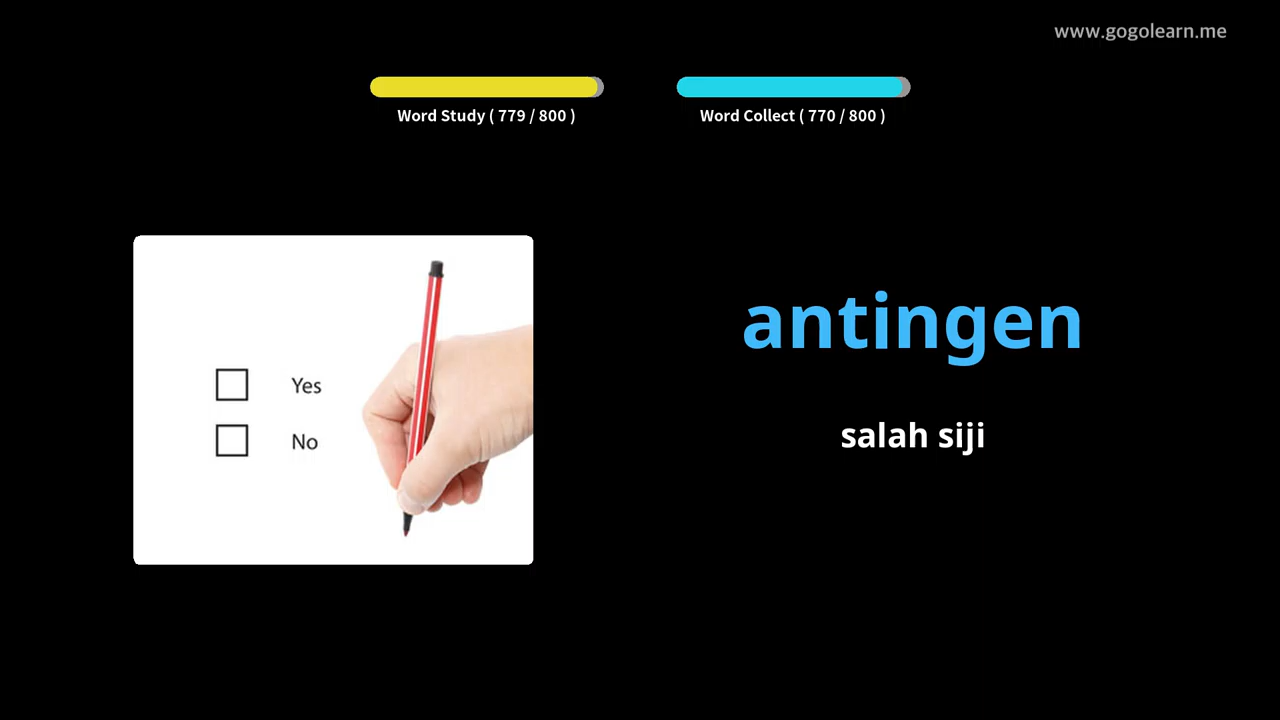 www.gogolearn.me
Word Study ( 779 / 800 )
Word Collect ( 770 / 800 )
Yes
No
antingen
salah siji